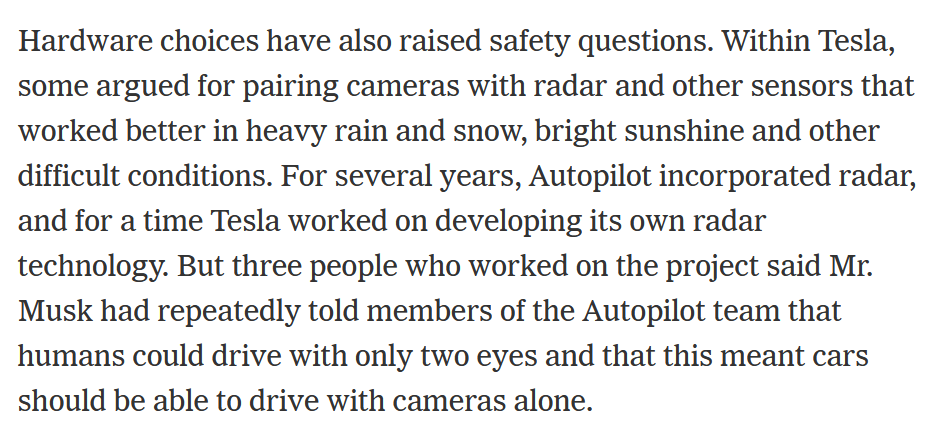 Hardware choices have also raised safety questions. Within Tesla,
some argued for pairing cameras with radar and other sensors that
worked better in heavy rain and snow, bright sunshine and other
difficult conditions. For several years, Autopilot incorporated radar,
and for a time Tesla worked on developing its own radar
technology. But three people who worked on the project said Mr.
Musk had repeatedly told members of the Autopilot team that
humans could drive with only two eyes and that this meant cars
should be able to drive with cameras alone.